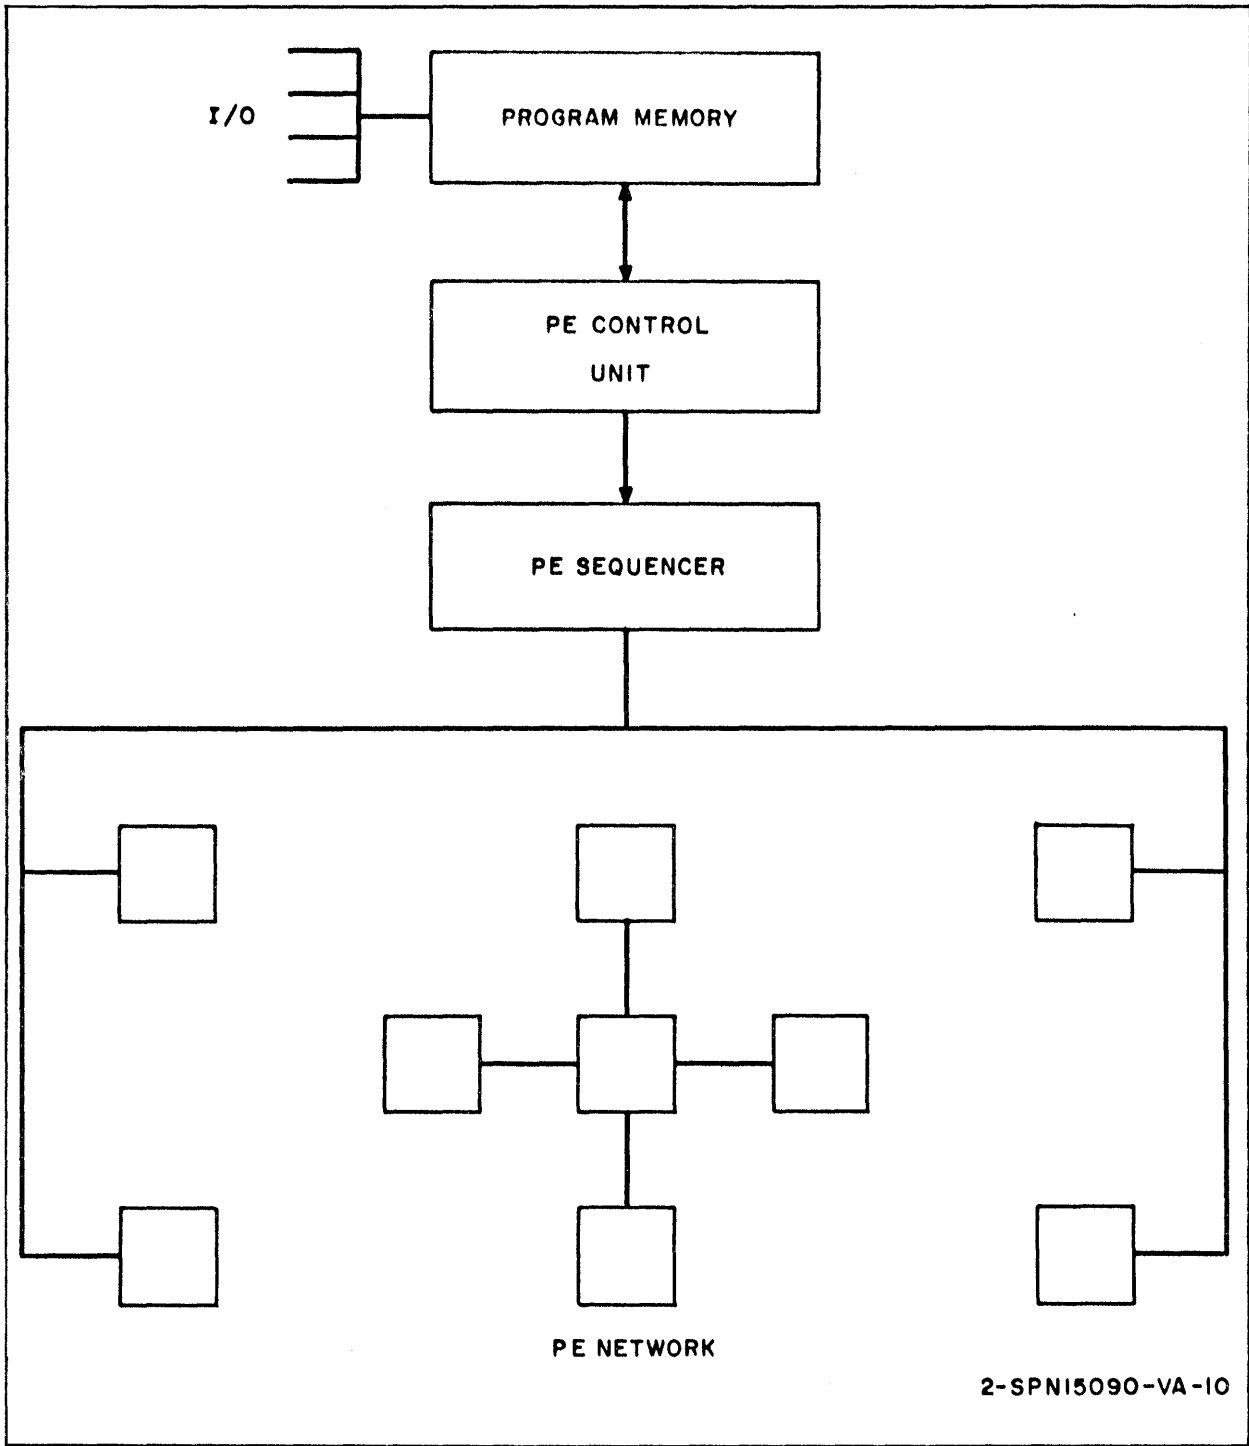 I/O
PROGRAM MEMORY
PE CONTROL
UNIT
PE SEQUENCER
PE NETWORK
2-SPN15090-VA-10